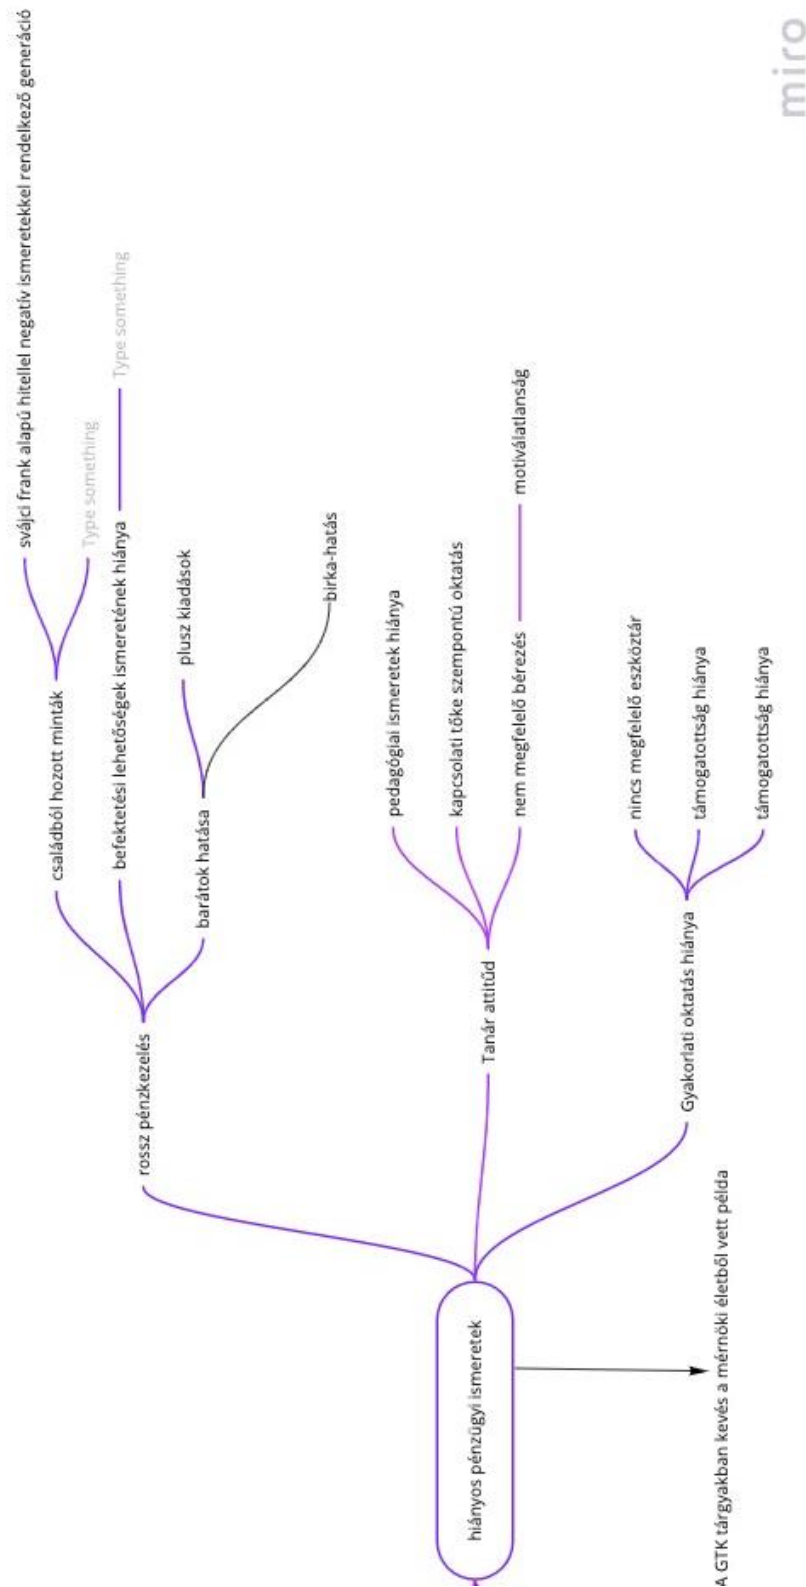 svájci frank alapú hitellel negatív ismeretekkel rendelkező generáció
családból hozott minták
Type something
befektetési lehetőségek ismeretének hiánya
Type something
rossz pénzkezelés
plusz kiadások
barátok hatása
birka-hatás
pedagógiai ismeretek hiánya
kapcsolati tőke szempontú oktatás
Tanár attitűd
nem megfelelő bérezés
motiválatlanság
hiányos pénzügyi ismeretek
nincs megfelelő eszköztár
Gyakorlati oktatás hiánya
támogatottság hiánya
támogatottság hiánya
A GTK tárgyakban kevés a mérnöki életből vett példa
miro